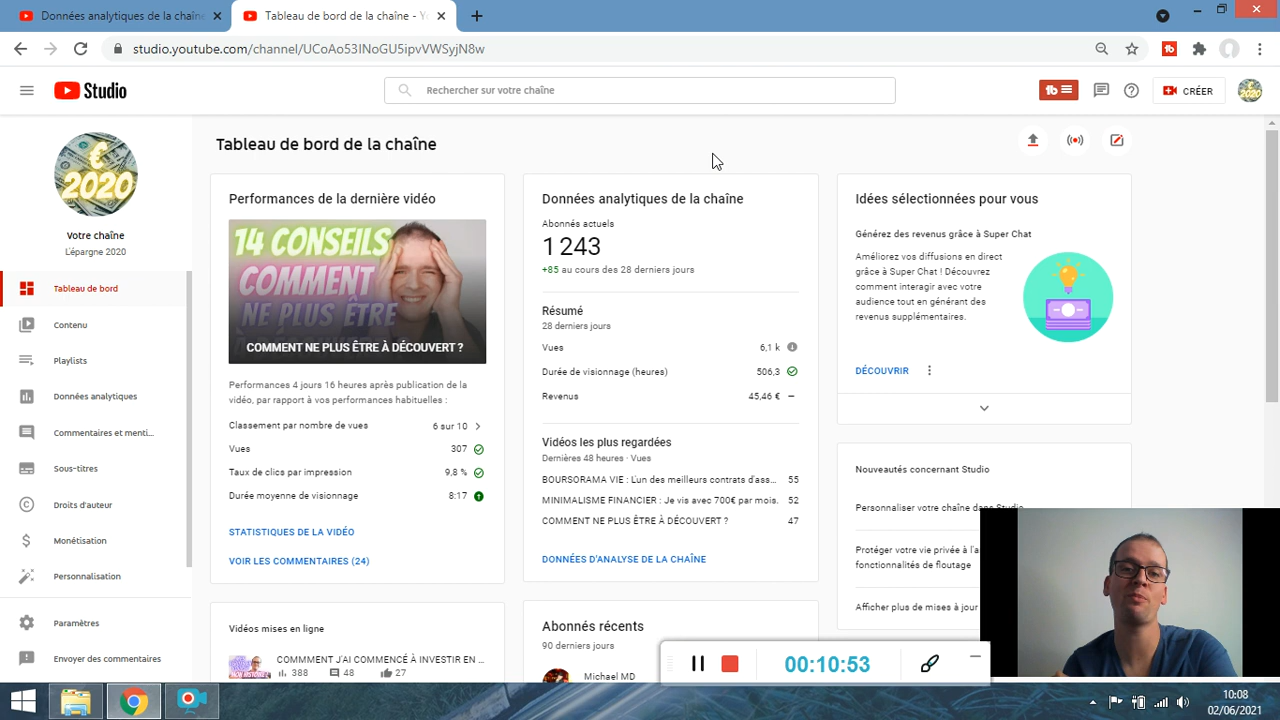 Données analytiques de la chaîne
Tableau de bord de la chaîne - Yo
studio.youtube.com/channel/UCoAo53INoGU5ipvVWSyjN8w
Studio
Rechercher sur votre chaîne
CRÉER
€
2020
Votre chaîne
L'épargne 2020
Tableau de bord
Contenu
Playlists
Données analytiques
Commentaires et menti...
Sous-titres
Droits d'auteur
Monétisation
Personnalisation
Paramètres
Envoyer des commentaires
Tableau de bord de la chaîne
Performances de la dernière vidéo
14 CONSEILS
COMMENT
NE PLUS ÊTRE
COMMENT NE PLUS ÊTRE À DÉCOUVERT ?
Performances 4 jours 16 heures après publication de la
vidéo, par rapport à vos performances habituelles :
Classement par nombre de vues 6 sur 10
Vues 307
Taux de clics par impression 9,8 %
Durée moyenne de visionnage 8:17
STATISTIQUES DE LA VIDÉO
VOIR LES COMMENTAIRES (24)
Vidéos mises en ligne
COMMMENT J'AI COMMENCÉ À INVESTIR EN ...
388 48 27
Données analytiques de la chaîne
Abonnés actuels
1 243
+85 au cours des 28 derniers jours
Résumé
28 derniers jours
Vues 6,1 k
Durée de visionnage (heures) 506,3
Revenus 45,46 € —
Vidéos les plus regardées
Dernières 48 heures · Vues
BOURSORAMA VIE : L'un des meilleurs contrats d'ass... 55
MINIMALISME FINANCIER : Je vis avec 700€ par mois. 52
COMMENT NE PLUS ÊTRE À DÉCOUVERT ? 47
DONNÉES D'ANALYSE DE LA CHAÎNE
Abonnés récents
90 derniers jours
Michael MD
Idées sélectionnées pour vous
Générez des revenus grâce à Super Chat
Améliorez vos diffusions en direct
grâce à Super Chat ! Découvrez
comment interagir avec votre
audience tout en générant des
revenus supplémentaires.
DÉCOUVRIR
Nouveautés concernant Studio
Personnaliser votre chaîne dans Studio
Protéger votre vie privée à l'a
fonctionnalités de floutage
Afficher plus de mises à jour
00:10:53
10:08
02/06/2021